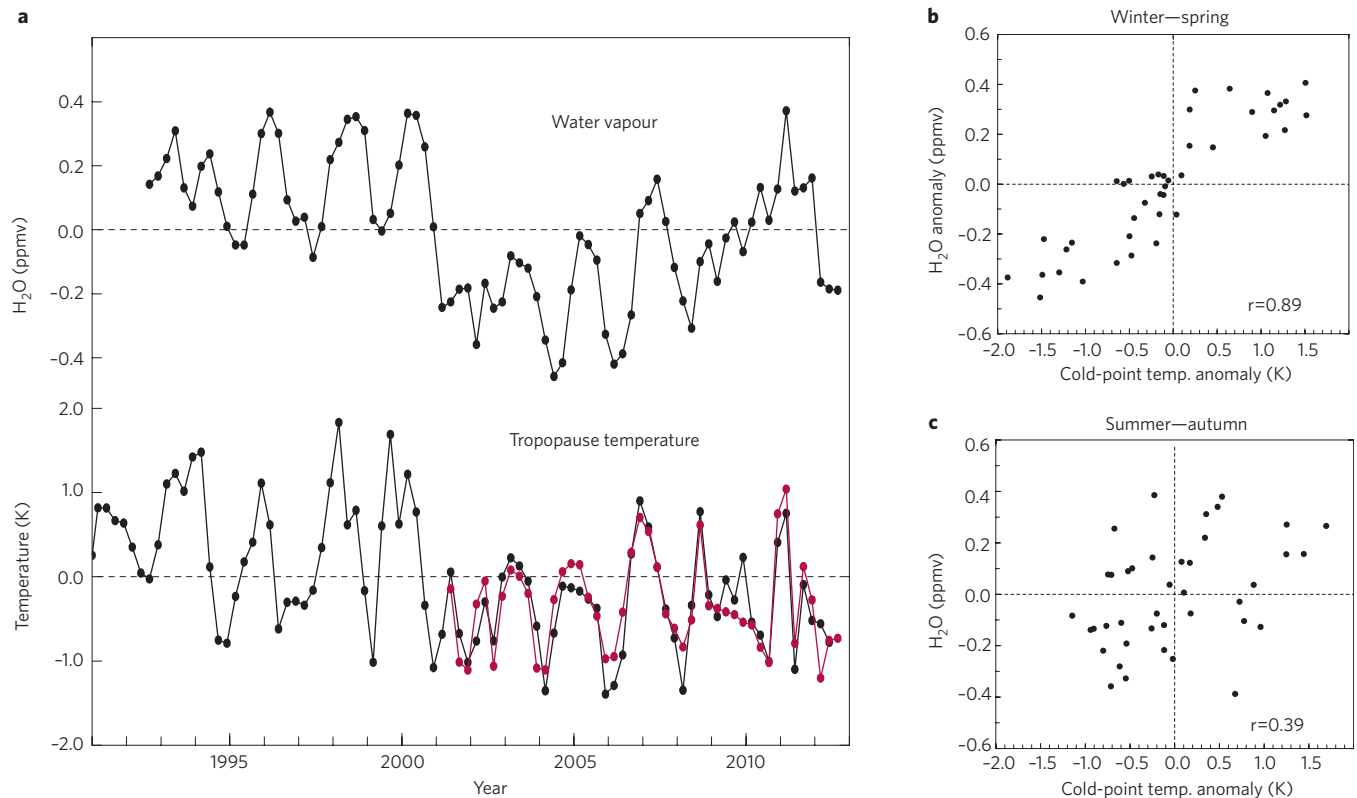 a
Water vapour
0.4
0.2
0.0
−0.2
−0.4
H2O (ppmv)
Tropopause temperature
2.0
1.0
0.0
−1.0
−2.0
Temperature (K)
1995 2000 2005 2010
Year
b
Winter—spring
0.6
0.4
0.2
0.0
−0.2
−0.4
−0.6
H2O anomaly (ppmv)
r=0.89
−2.0 −1.5 −1.0 −0.5 0.0 0.5 1.0 1.5
Cold-point temp. anomaly (K)
c
Summer—autumn
0.6
0.4
0.2
0.0
−0.2
−0.4
−0.6
H2O (ppmv)
r=0.39
−2.0 −1.5 −1.0 −0.5 0.0 0.5 1.0 1.5
Cold-point temp. anomaly (K)